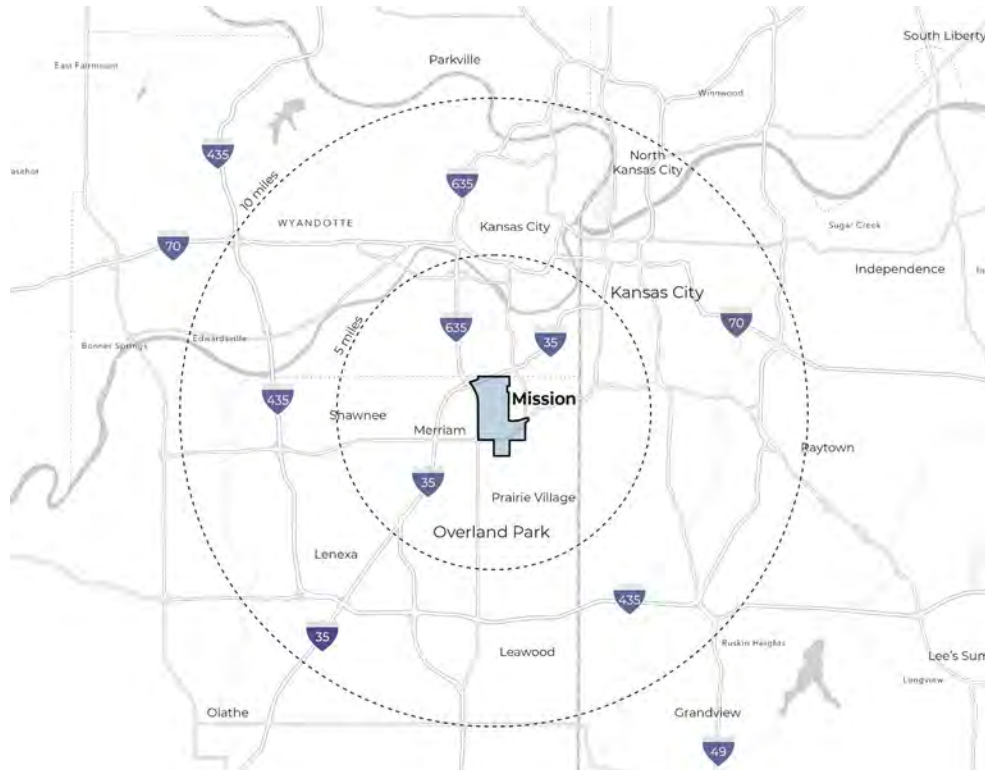 South Liberty
Parkville
East Fairmount
Winnwood
435
North
Kansas City
10 miles
635
WYANDOTTE
Kansas City
Sugar Creek
70
Independence
Kansas City
5 miles
635
35
70
Edwardsville
Bonner Springs
435
Mission
Shawnee
Merriam
Raytown
35
Prairie Village
Overland Park
Lenexa
435
35
Ruskin Heights
Leawood
Lee's Sum
Longview
Olathe
Grandview
49